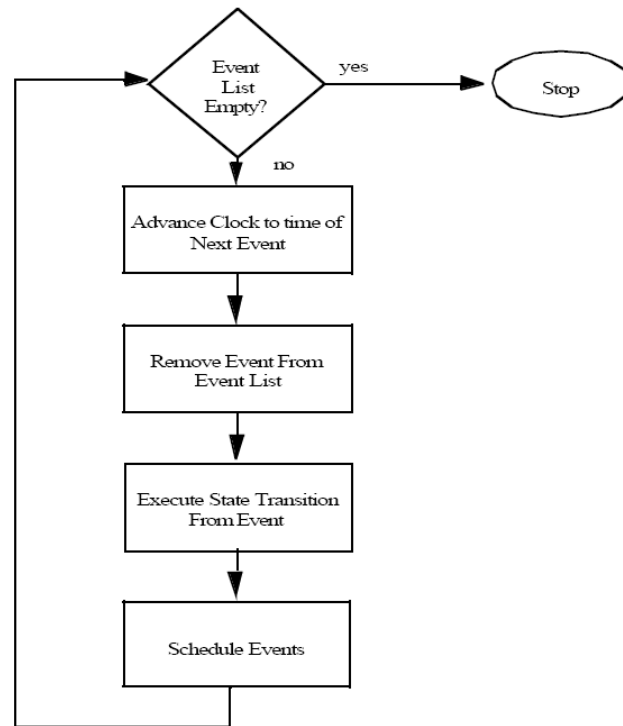 Event
List
Empty?
yes
Stop
no
Advance Clock to time of
Next Event
Remove Event From
Event List
Execute State Transition
From Event
Schedule Events